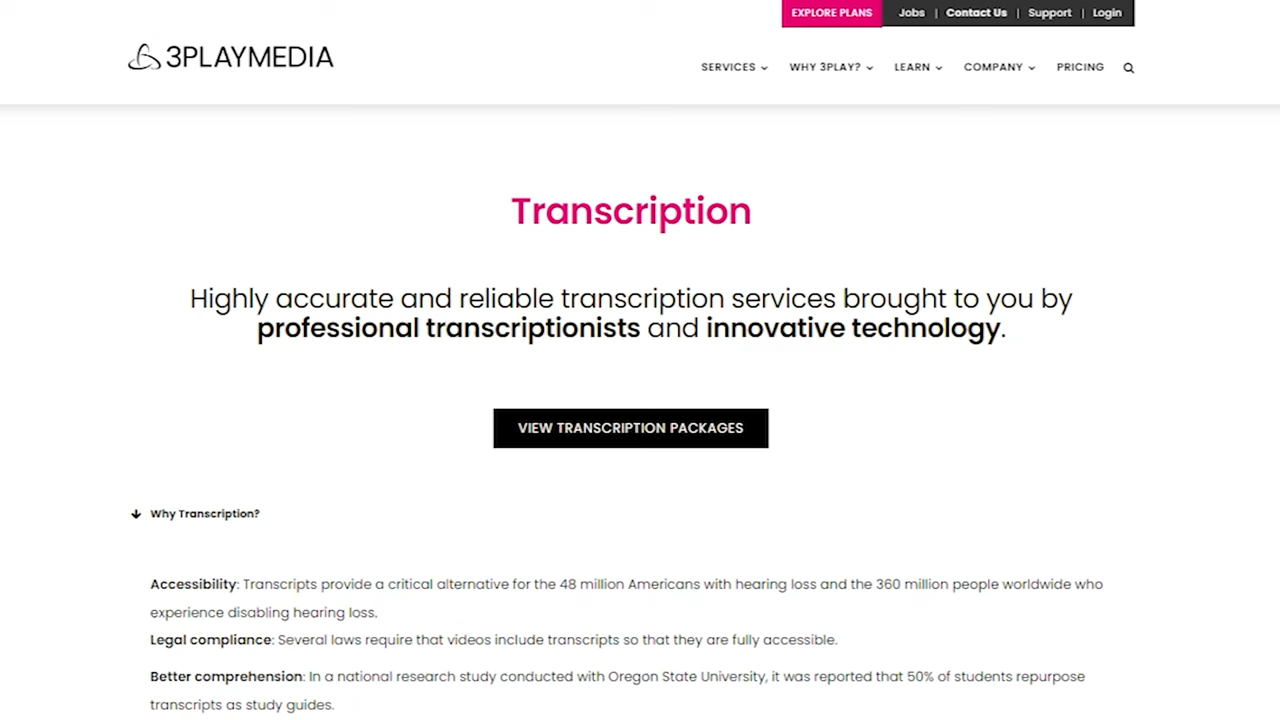 EXPLORE PLANS Jobs | Contact Us | Support | Login
3PLAYMEDIA
SERVICES WHY 3PLAY? LEARN COMPANY PRICING
Transcription
Highly accurate and reliable transcription services brought to you by
professional transcriptionists and innovative technology.
VIEW TRANSCRIPTION PACKAGES
Why Transcription?
Accessibility: Transcripts provide a critical alternative for the 48 million Americans with hearing loss and the 360 million people worldwide who
experience disabling hearing loss.
Legal compliance: Several laws require that videos include transcripts so that they are fully accessible.
Better comprehension: In a national research study conducted with Oregon State University, it was reported that 50% of students repurpose
transcripts as study guides.